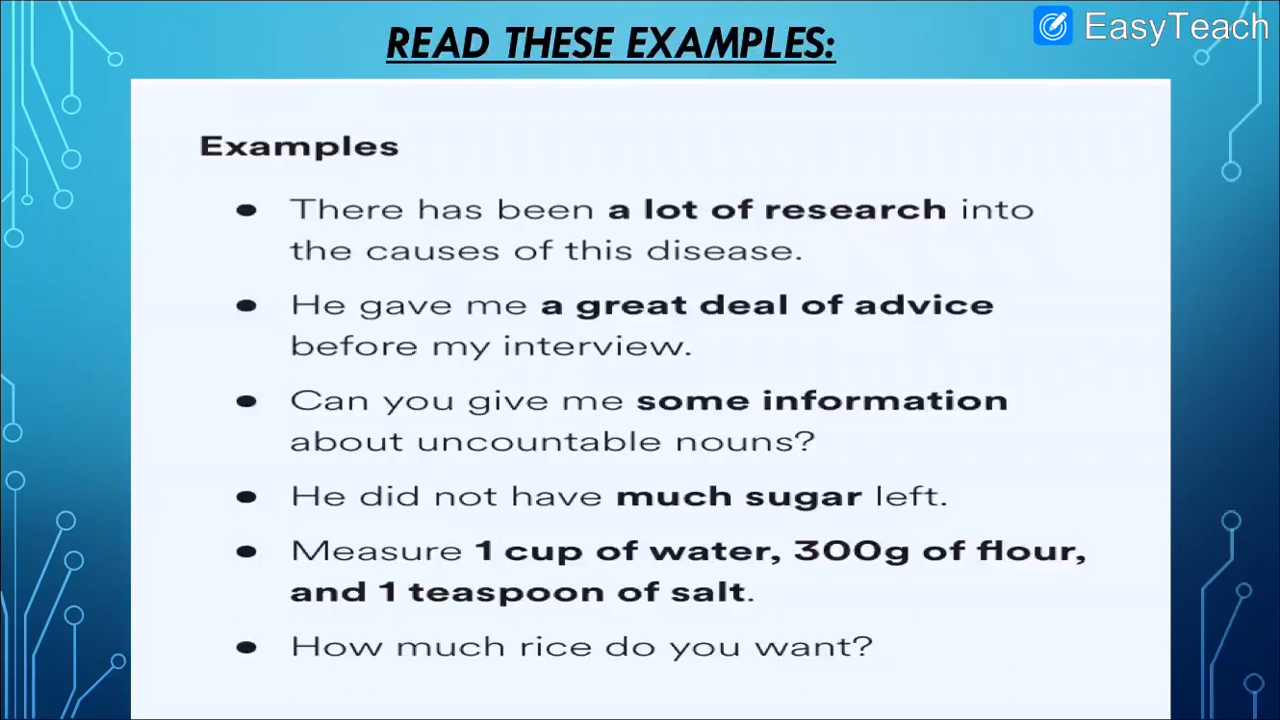 READ THESE EXAMPLES:
EasyTeach
Examples
• There has been a lot of research into
the causes of this disease.
• He gave me a great deal of advice
before my interview.
• Can you give me some information
about uncountable nouns?
• He did not have much sugar left.
• Measure 1 cup of water, 300g of flour,
and 1 teaspoon of salt.
• How much rice do you want?